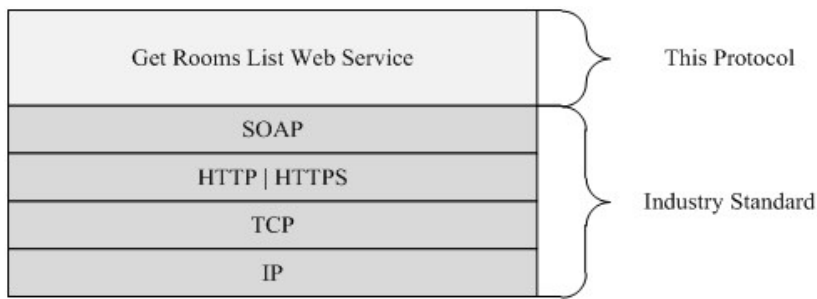 Get Rooms List Web Service
This Protocol
SOAP
HTTP | HTTPS
Industry Standard
TCP
IP